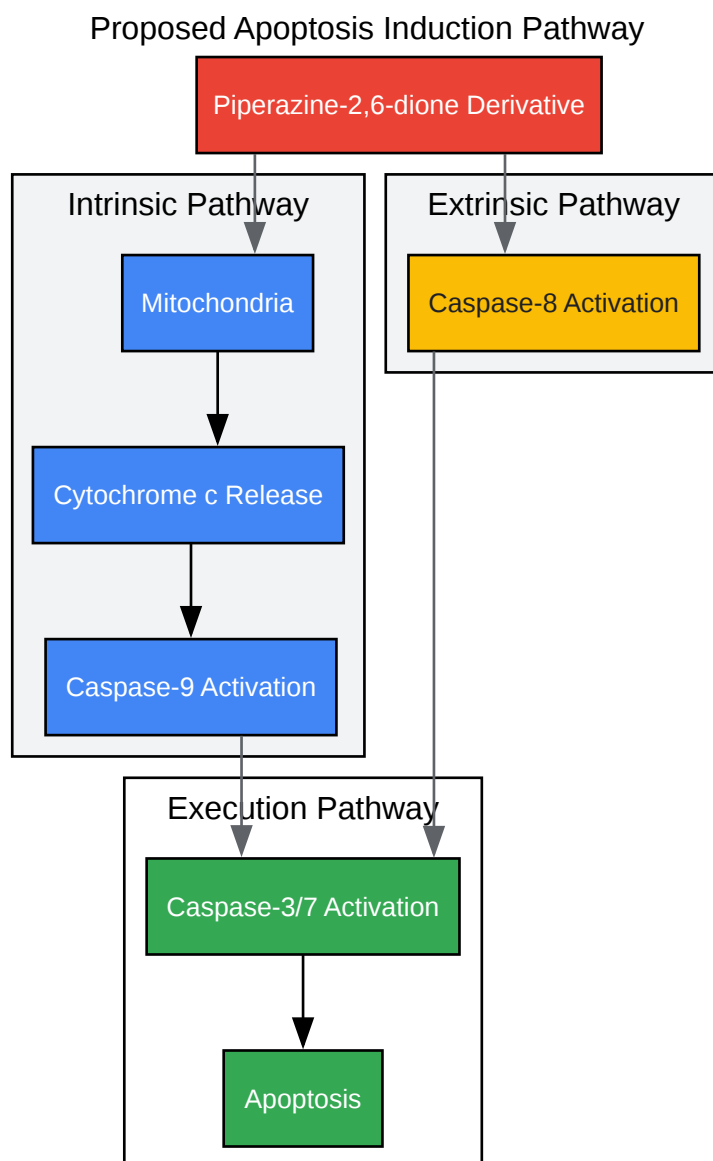 Proposed Apoptosis Induction Pathway
Piperazine-2,6-dione Derivative
Intrinsic Pathway
Extrinsic Pathway
Mitochondria
Caspase-8 Activation
Cytochrome c Release
Caspase-9 Activation
Execution Pathway
Caspase-3/7 Activation
Apoptosis